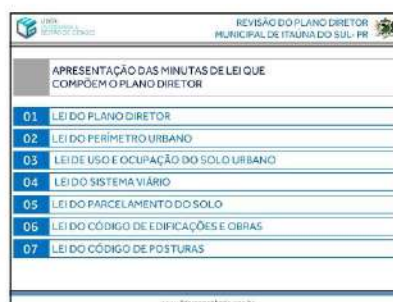 REVISÃO DO PLANO DIRETOR
MUNICIPAL DE ITAÚNA DO SUL- PR
APRESENTAÇÃO DAS MINUTAS DE LEI QUE
COMPÕEM O PLANO DIRETOR
01 LEI DO PLANO DIRETOR
02 LEI DO PERÍMETRO URBANO
03 LEI DE USO E OCUPAÇÃO DO SOLO URBANO
04 LEI DO SISTEMA VIÁRIO
05 LEI DO PARCELAMENTO DO SOLO
06 LEI DO CÓDIGO DE EDIFICAÇÕES E OBRAS
07 LEI DO CÓDIGO DE POSTURAS